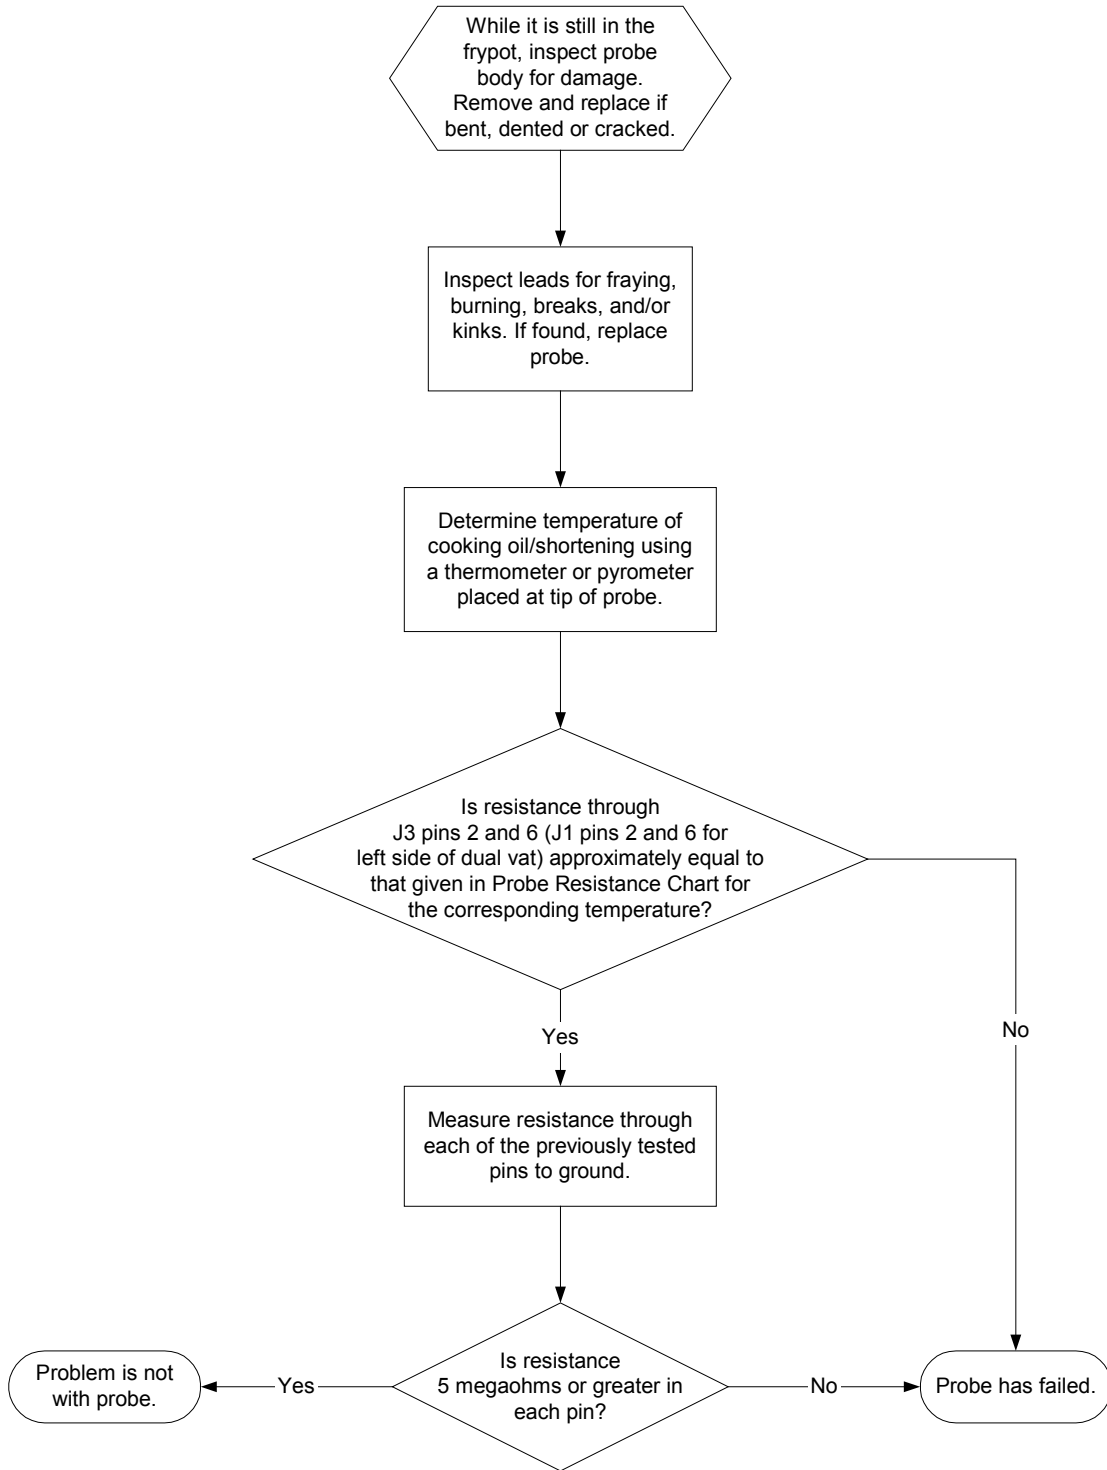 While it is still in the
frypot, inspect probe
body for damage.
Remove and replace if
bent, dented or cracked.
Inspect leads for fraying,
burning, breaks, and/or
kinks. If found, replace
probe.
Determine temperature of
cooking oil/shortening using
a thermometer or pyrometer
placed at tip of probe.
Is resistance through
J3 pins 2 and 6 (J1 pins 2 and 6 for
left side of dual vat) approximately equal to
that given in Probe Resistance Chart for
the corresponding temperature?
Yes
No
Measure resistance through
each of the previously tested
pins to ground.
Is resistance
5 megaohms or greater in
each pin?
Yes
No
Problem is not
with probe.
Probe has failed.